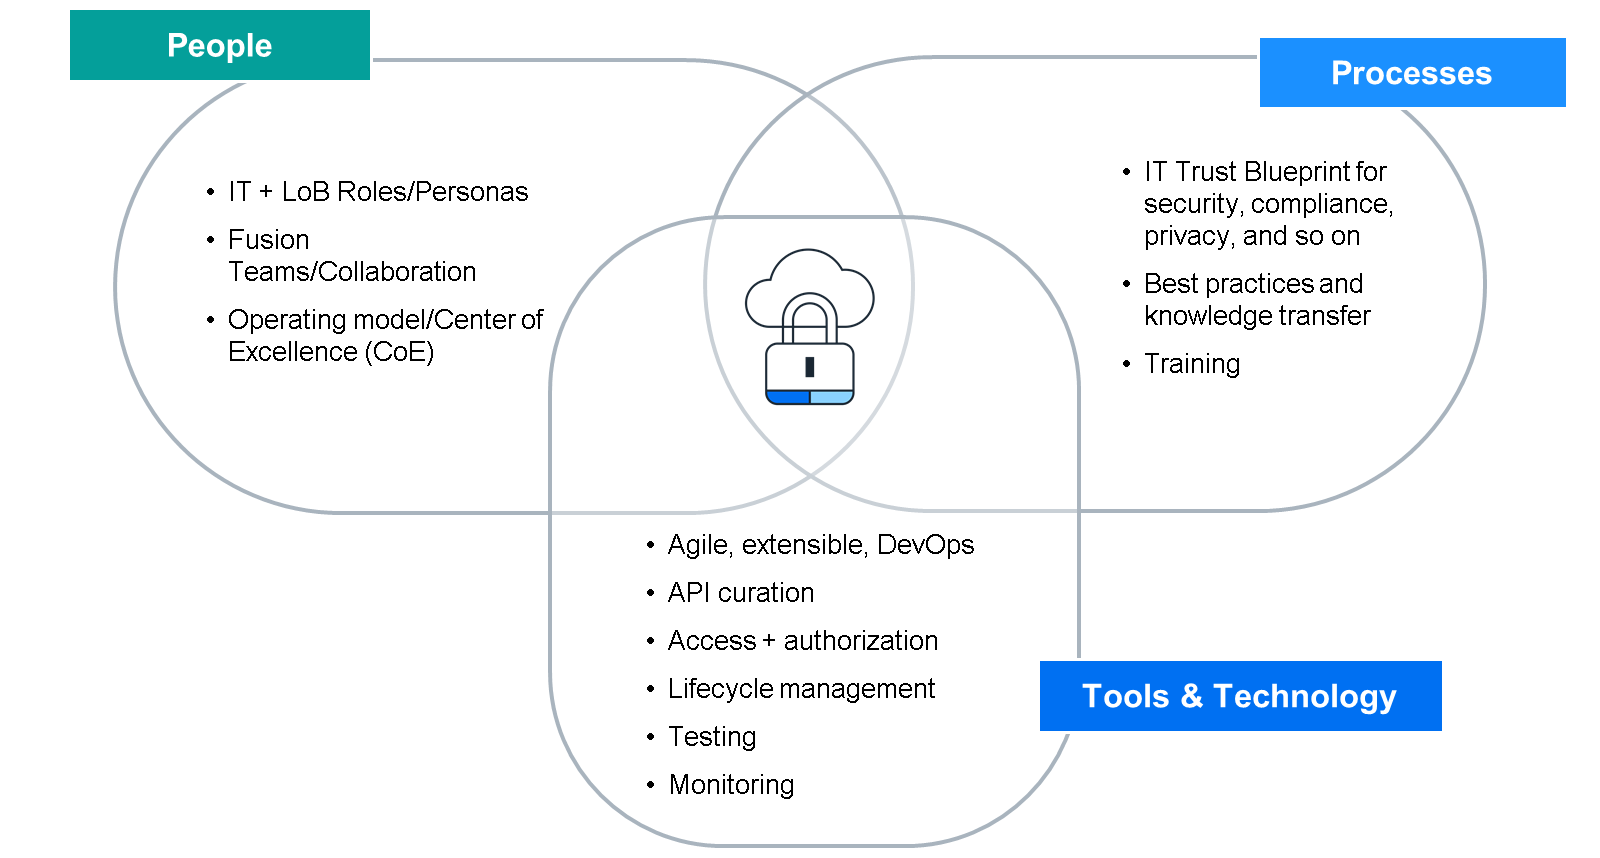 People
• IT + LoB Roles/Personas
• Fusion
Teams/Collaboration
• Operating model/Center of
Excellence (CoE)
Processes
• IT Trust Blueprint for
security, compliance,
privacy, and so on
• Best practices and
knowledge transfer
• Training
• Agile, extensible, DevOps
• API curation
• Access + authorization
• Lifecycle management
• Testing
• Monitoring
Tools & Technology